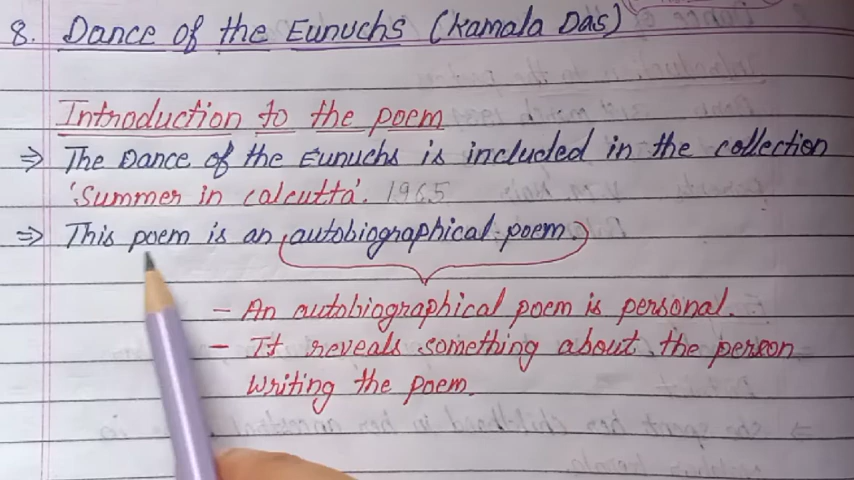 8. Dance of the Eunuchs (Kamala Das)
Introduction to the poem
⇒ The Dance of the Eunuchs is included in the collection
'Summer in calcutta'. 1965
⇒ This poem is an autobiographical poem.
- An autobiographical poem is personal.
- It reveals something about the person
writing the poem.